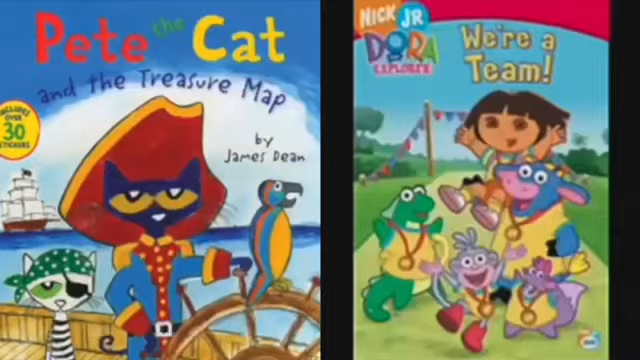 Pete the Cat
and the Treasure Map
INCLUDES
OVER
30
STICKERS
by
James Dean
NICK JR
DORA
the
EXPLORER
We're a
Team!